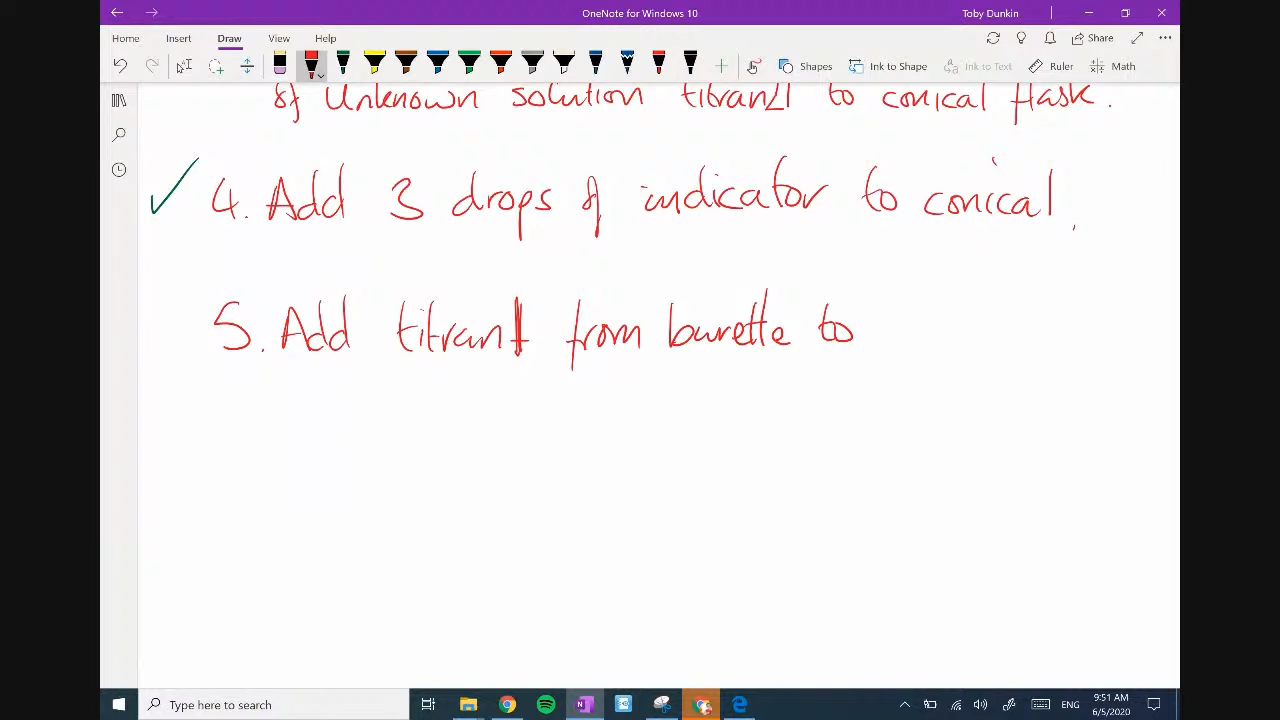 OneNote for Windows 10
Toby Dunkin
Home Insert Draw View Help
Share
Shapes Ink to Shape Ink to Text Ruler Math
of Unknown solution to conical flask.
4. Add 3 drops of indicator to conical.
5. Add titrant from burette to
Type here to search
ENG
9:51 AM
6/5/2020